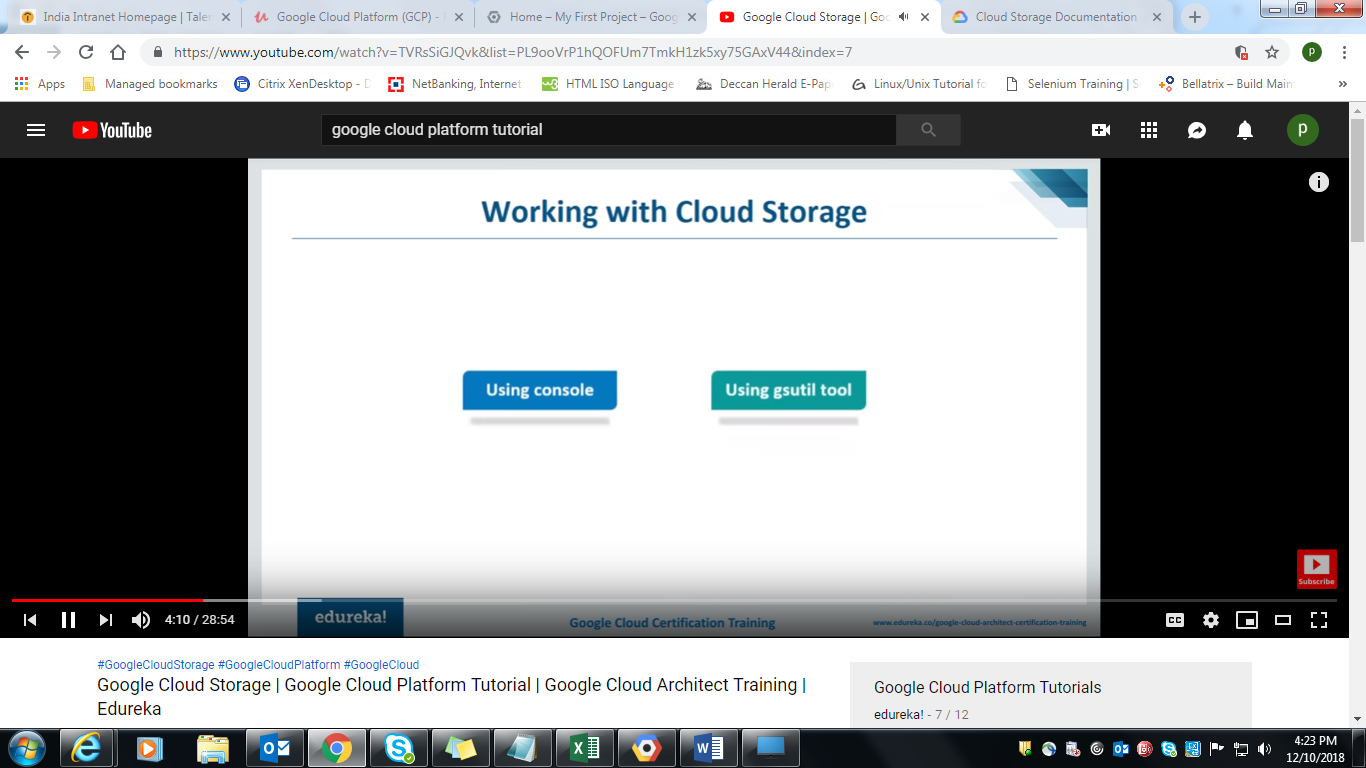 India Intranet Homepage | Taler
Google Cloud Platform (GCP) -
Home – My First Project – Goog
Google Cloud Storage | Goo
Cloud Storage Documentation
https://www.youtube.com/watch?v=TVRsSiGJQvk&list=PL9ooVrP1hQOFUm7TmkH1zk5xy75GAxV44&index=7
p
Apps
Managed bookmarks
Citrix XenDesktop - D
NetBanking, Internet
HTML ISO Language
Deccan Herald E-Pap
Linux/Unix Tutorial fo
Selenium Training | S
Bellatrix – Build Main
YouTube
google cloud platform tutorial
p
Working with Cloud Storage
Using console
Using gsutil tool
Subscribe
edureka!
Google Cloud Certification Training
www.edureka.co/google-cloud-architect-certification-training
4:10 / 28:54
CC
#GoogleCloudStorage #GoogleCloudPlatform #GoogleCloud
Google Cloud Storage | Google Cloud Platform Tutorial | Google Cloud Architect Training |
Edureka
Google Cloud Platform Tutorials
edureka! - 7 / 12
4:23 PM
12/10/2018